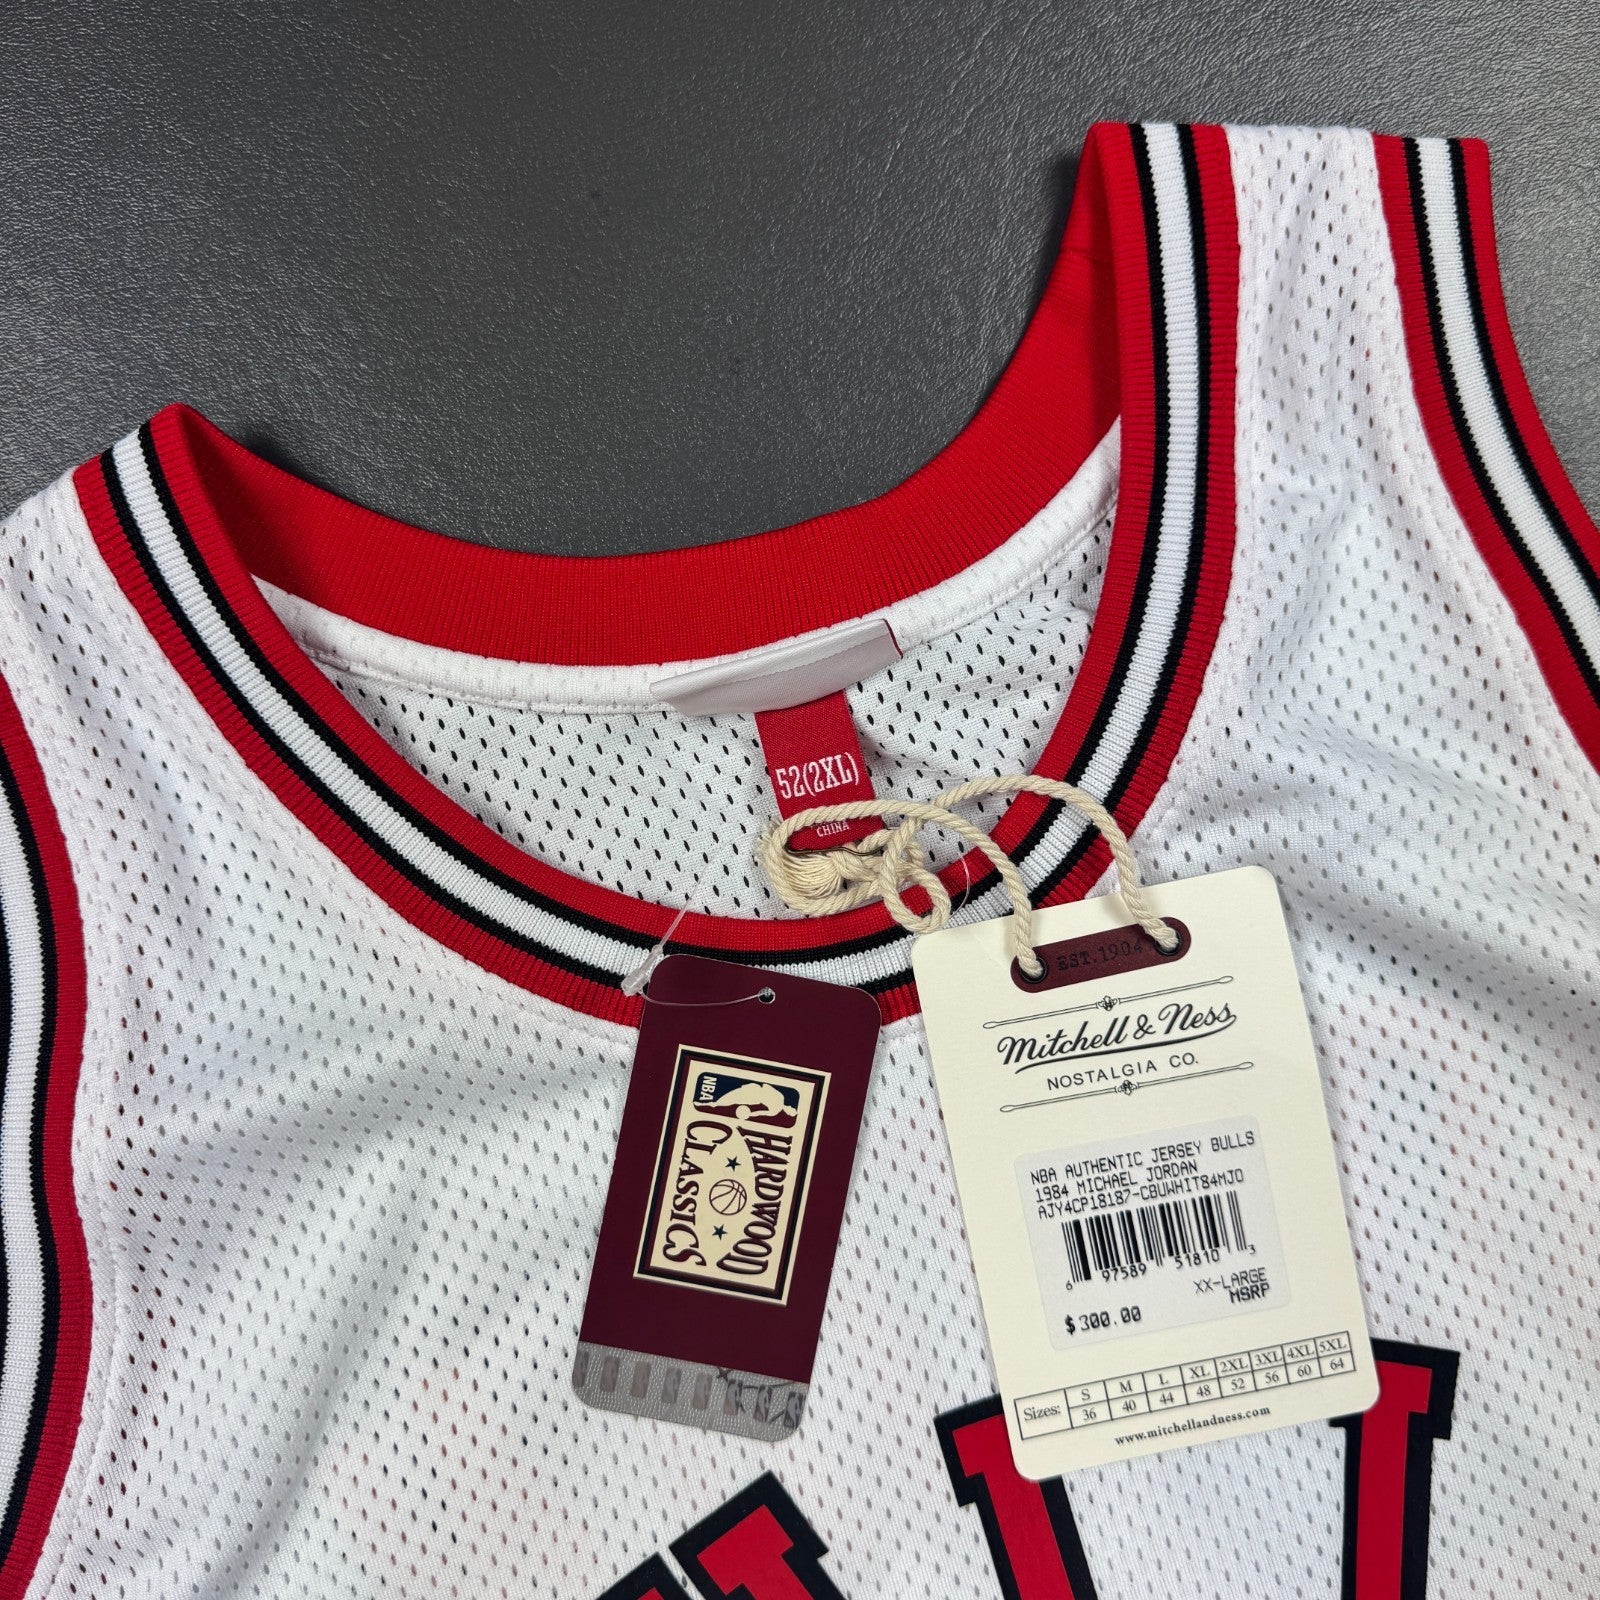 52(2XL)
CHINA
EST.1904
Mitchell & Ness
NOSTALGIA CO.
NBA AUTHENTIC JERSEY BULLS
1984 MICHAEL JORDAN
AJY4CP18187-CBUWHIT84MJO
6 97589 51810 3
XX-LARGE
MSRP
$300.00
Sizes: S M L XL 2XL 3XL 4XL 5XL
36 40 44 48 52 56 60 64
www.mitchellandness.com
NBA
HARDWOOD
CLASSICS